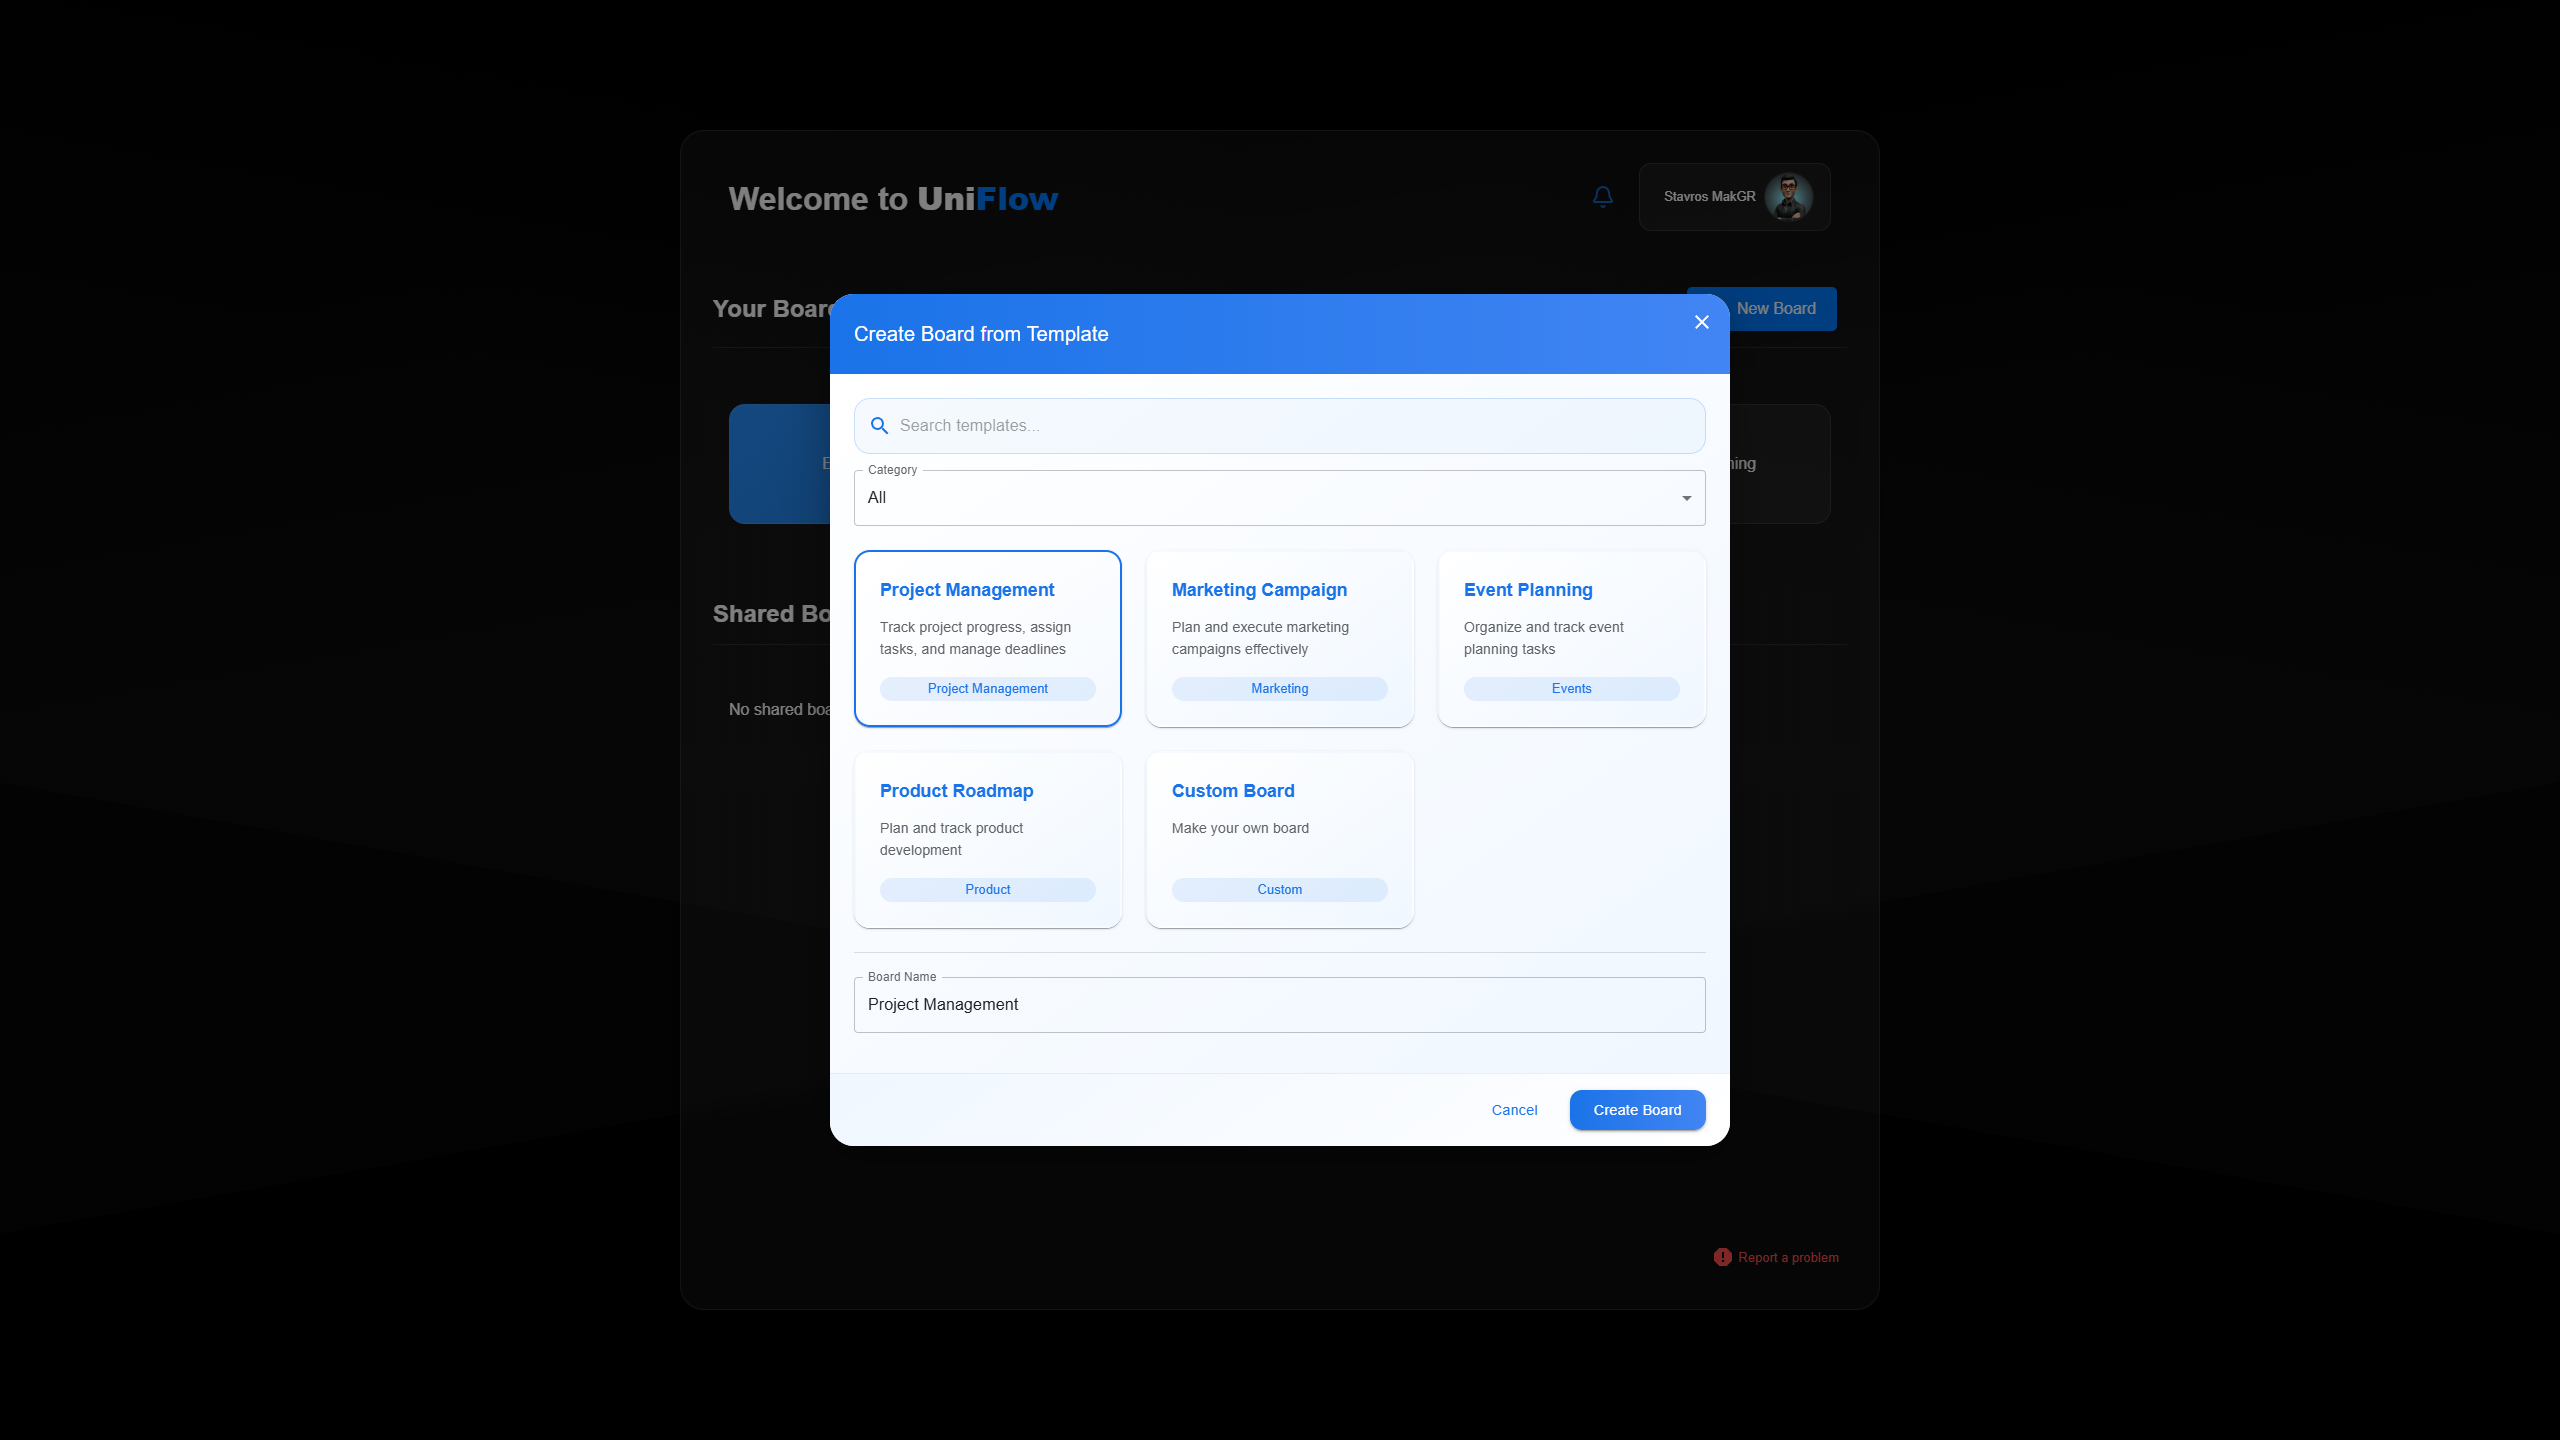 Welcome to UniFlow
Stavros MakGR
Your Boar
New Board
Create Board from Template
Search templates...
Category
All
ning
Project Management
Track project progress, assign
tasks, and manage deadlines
Project Management
Marketing Campaign
Plan and execute marketing
campaigns effectively
Marketing
Event Planning
Organize and track event
planning tasks
Events
Shared Bo
No shared boa
Product Roadmap
Plan and track product
development
Product
Custom Board
Make your own board
Custom
Board Name
Project Management
Cancel
Create Board
Report a problem